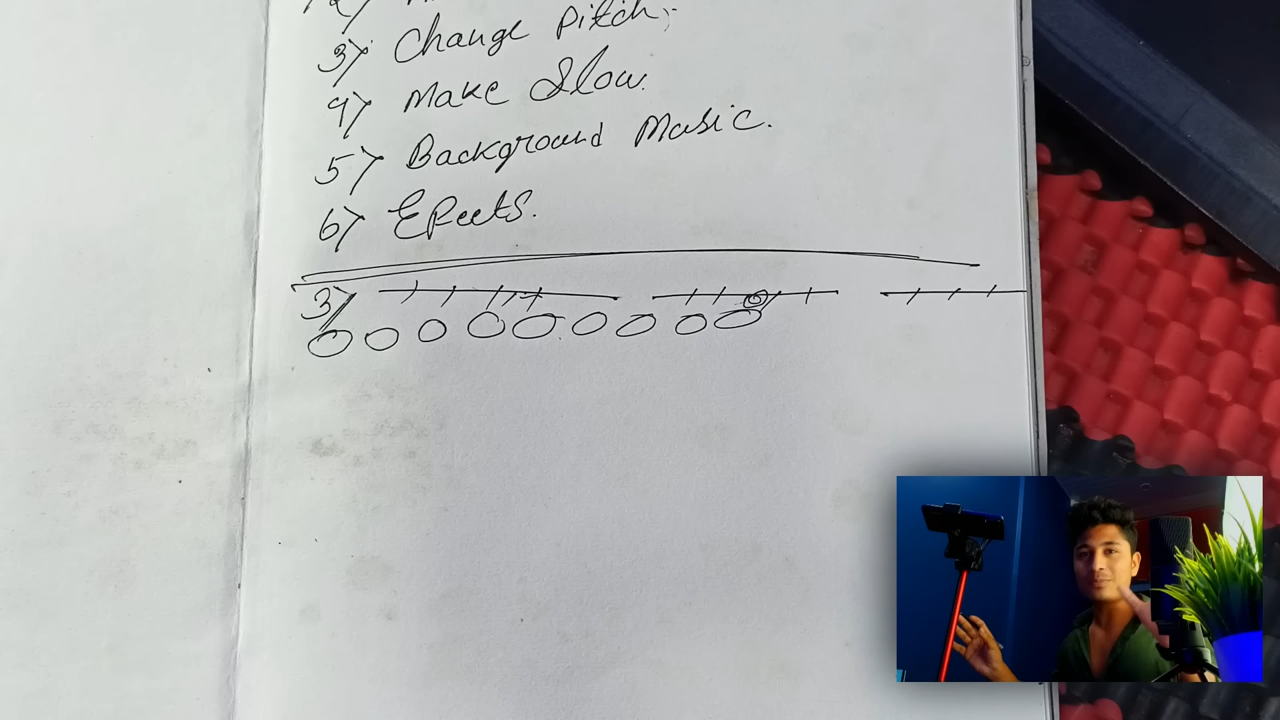 3) Change Pitch,
4) Make Slow.
5) Background Music.
6) Effects.
3)